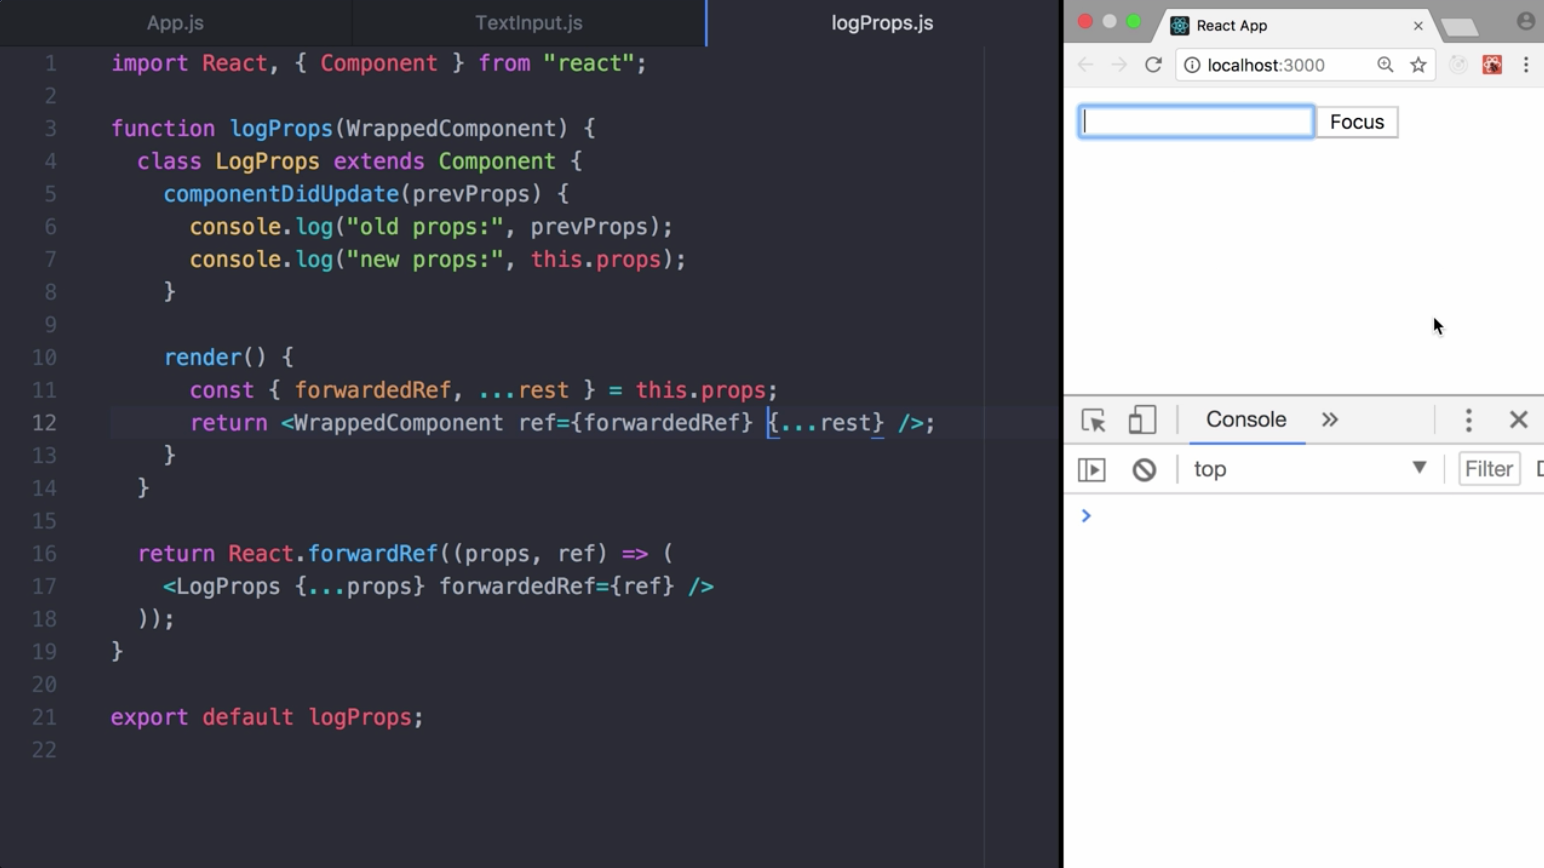 App.js
TextInput.js
logProps.js
1 import React, { Component } from "react";
2
3 function logProps(WrappedComponent) {
4   class LogProps extends Component {
5     componentDidUpdate(prevProps) {
6       console.log("old props:", prevProps);
7       console.log("new props:", this.props);
8     }
9
10     render() {
11       const { forwardedRef, ...rest } = this.props;
12       return <WrappedComponent ref={forwardedRef} {...rest} />;
13     }
14   }
15
16   return React.forwardRef((props, ref) => (
17     <LogProps {...props} forwardedRef={ref} />
18   ));
19 }
20
21 export default logProps;
22
React App
localhost:3000
Focus
Console
top
Filter